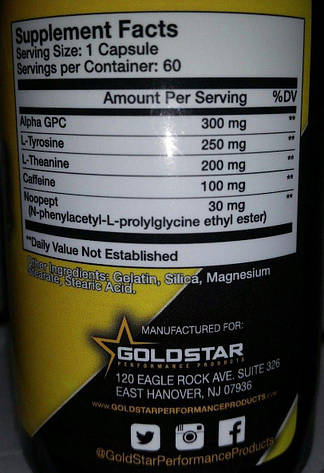 Supplement Facts
Serving Size: 1 Capsule
Servings per Container: 60
Amount Per Serving %DV
Alpha GPC 300 mg **
L-Tyrosine 250 mg **
L-Theanine 200 mg **
Caffeine 100 mg **
Noopept 30 mg **
(N-phenylacetyl-L-prolylglycine ethyl ester)
**Daily Value Not Established
Other Ingredients: Gelatin, Silica, Magnesium
Stearate, Stearic Acid.
MANUFACTURED FOR:
GOLDSTAR
PERFORMANCE PRODUCTS
120 EAGLE ROCK AVE. SUITE 326
EAST HANOVER, NJ 07936
WWW.GOLDSTARPERFORMANCEPRODUCTS.COM
@GoldStarPerformanceProducts